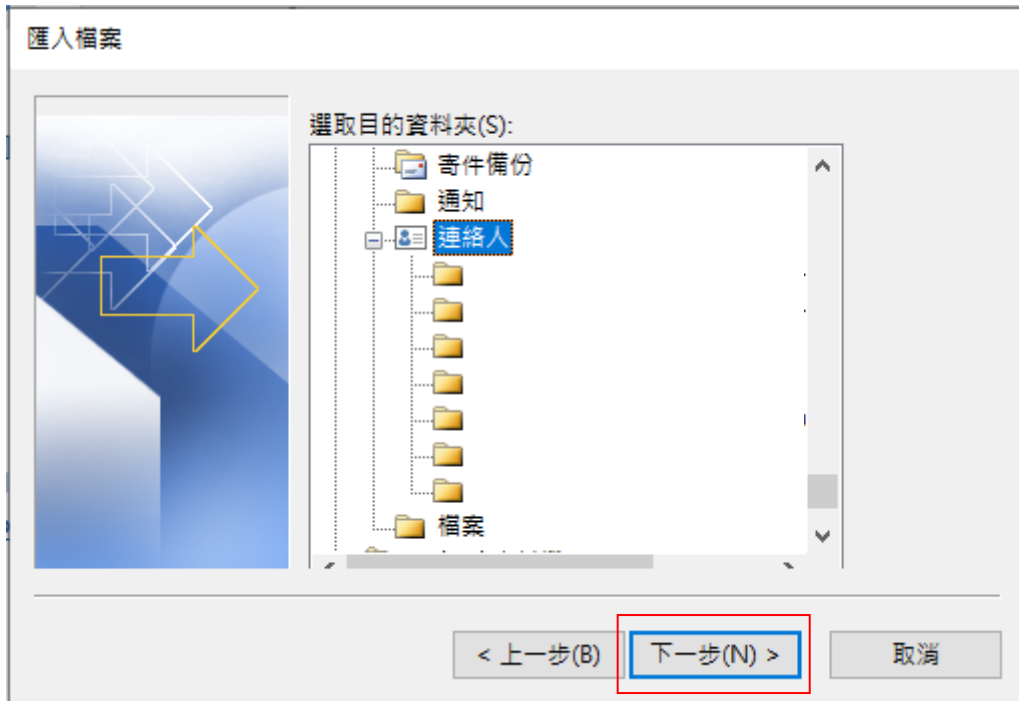 匯入檔案
選取目的資料夾(S):
寄件備份
通知
連絡人
檔案
< 上一步(B)
下一步(N) >
取消